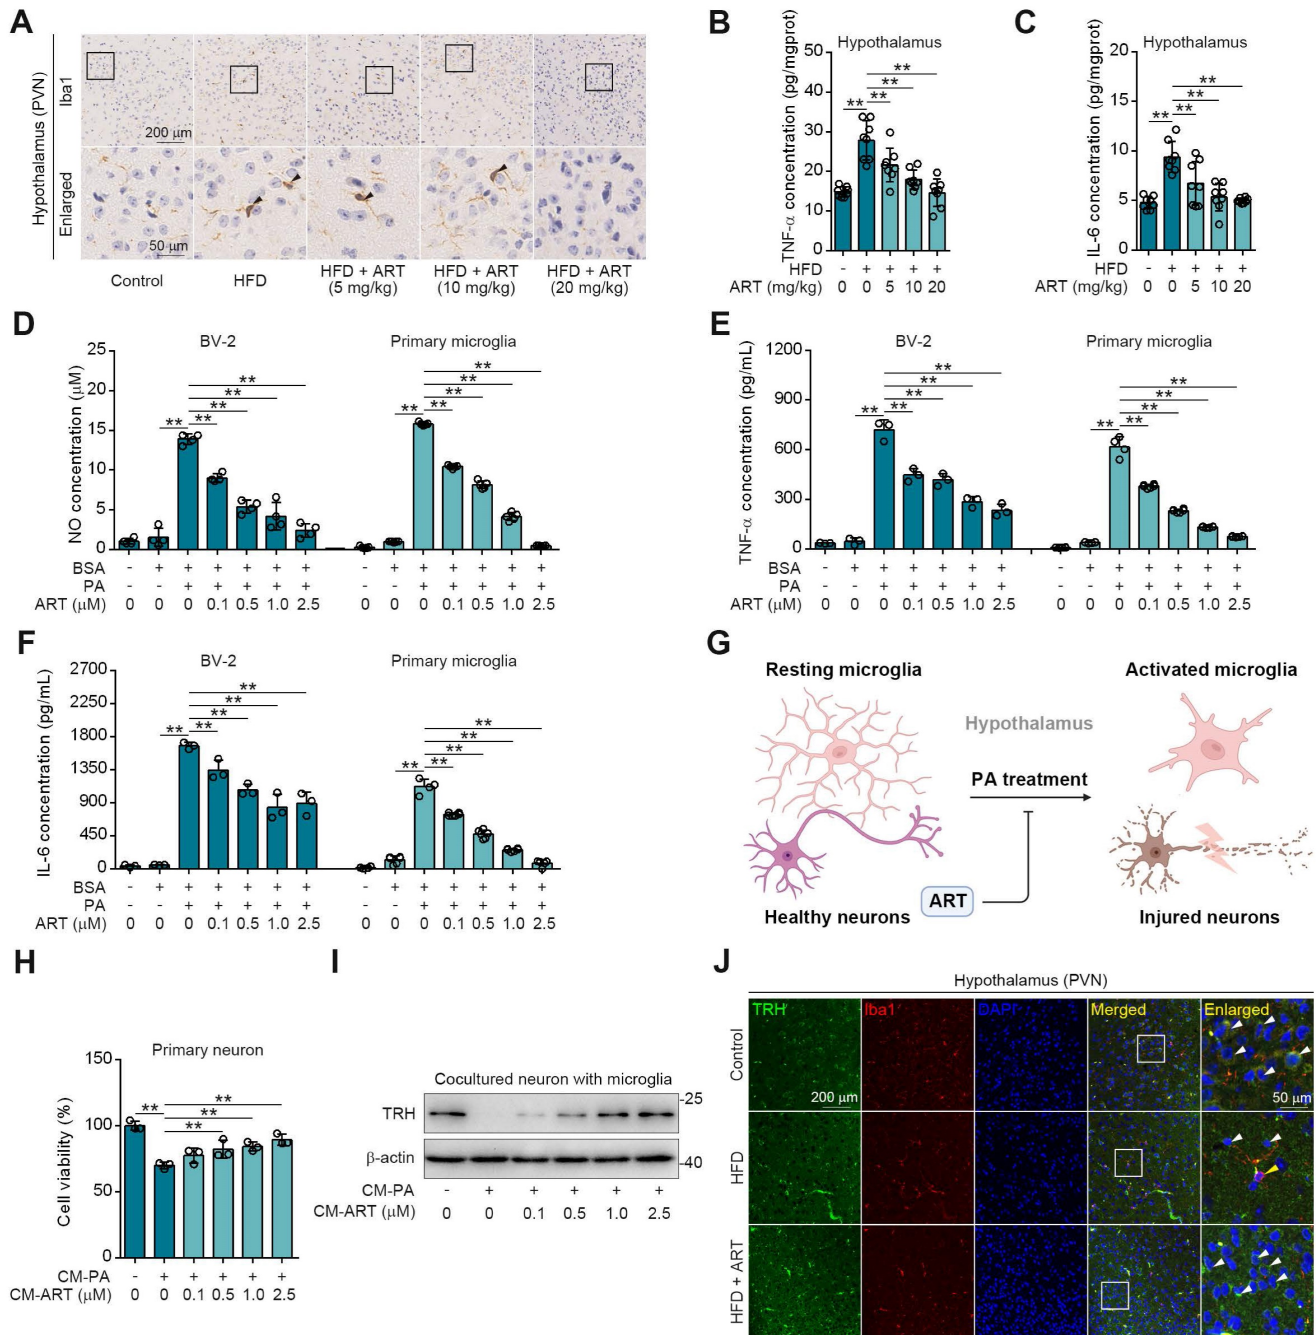 A
Hypothalamus (PVN)
Iba1
Enlarged
200 μm
50 μm
Control
HFD
HFD + ART
(5 mg/kg)
HFD + ART
(10 mg/kg)
HFD + ART
(20 mg/kg)
B
Hypothalamus
TNF-α concentration (pg/mgprot)
50
40
30
20
10
0
** ** ** **
HFD - + + + +
ART (mg/kg) 0 0 5 10 20
C
Hypothalamus
IL-6 concentration (pg/mgprot)
20
15
10
5
0
** ** ** **
HFD - + + + +
ART (mg/kg) 0 0 5 10 20
D
BV-2
Primary microglia
NO concentration (μM)
25
20
15
10
5
0
** ** ** ** **
** ** ** ** **
BSA - + + + + + + - + + + + + +
PA - - + + + + + - - + + + + +
ART (μM) 0 0 0 0.1 0.5 1.0 2.5 0 0 0 0.1 0.5 1.0 2.5
E
BV-2
Primary microglia
TNF-α concentration (pg/mL)
1200
900
600
300
0
** ** ** ** **
** ** ** ** **
BSA - + + + + + + - + + + + + +
PA - - + + + + + - - + + + + +
ART (μM) 0 0 0 0.1 0.5 1.0 2.5 0 0 0 0.1 0.5 1.0 2.5
F
BV-2
Primary microglia
IL-6 concentration (pg/mL)
2700
2250
1800
1350
900
450
0
** ** ** ** **
** ** ** ** **
BSA - + + + + + + - + + + + + +
PA - - + + + + + - - + + + + +
ART (μM) 0 0 0 0.1 0.5 1.0 2.5 0 0 0 0.1 0.5 1.0 2.5
G
Resting microglia
Activated microglia
Hypothalamus
PA treatment
ART
Healthy neurons
Injured neurons
H
Primary neuron
Cell viability (%)
150
100
50
0
** ** ** **
CM-PA - + + + + +
CM-ART (μM) 0 0 0.1 0.5 1.0 2.5
I
Cocultured neuron with microglia
TRH
-25
β-actin
-40
CM-PA - + + + + +
CM-ART (μM) 0 0 0.1 0.5 1.0 2.5
J
Hypothalamus (PVN)
TRH
Iba1
DAPI
Merged
Enlarged
Control
HFD
HFD + ART
200 μm
50 μm